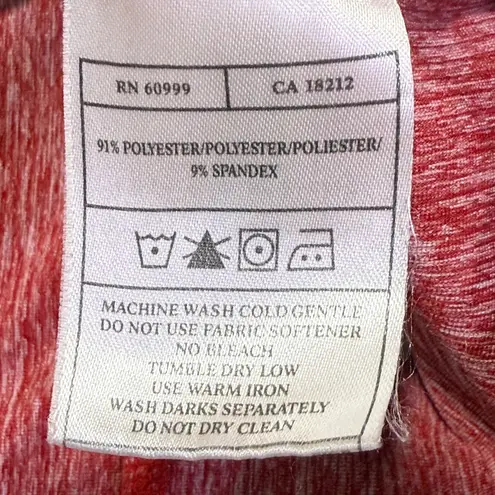 RN 60999 CA 18212
91% POLYESTER/POLYESTER/POLIESTER/
9% SPANDEX
MACHINE WASH COLD GENTLE
DO NOT USE FABRIC SOFTENER
NO BLEACH
TUMBLE DRY LOW
USE WARM IRON
WASH DARKS SEPARATELY
DO NOT DRY CLEAN